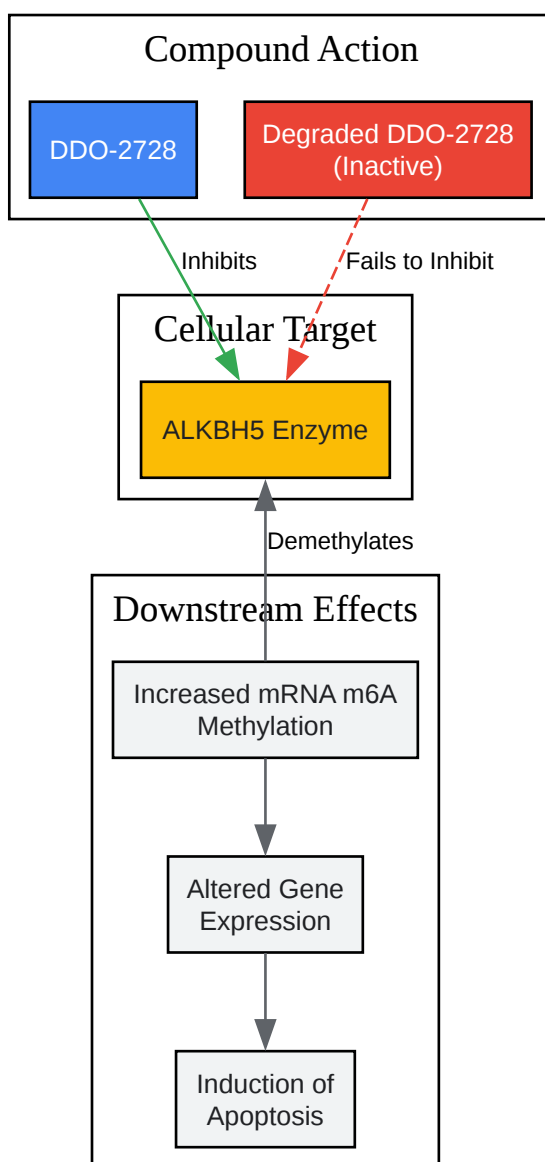 Compound Action
DDO-2728
Degraded DDO-2728
(Inactive)
Inhibits
Fails to Inhibit
Cellular Target
ALKBH5 Enzyme
Demethylates
Downstream Effects
Increased mRNA m6A
Methylation
Altered Gene
Expression
Induction of
Apoptosis